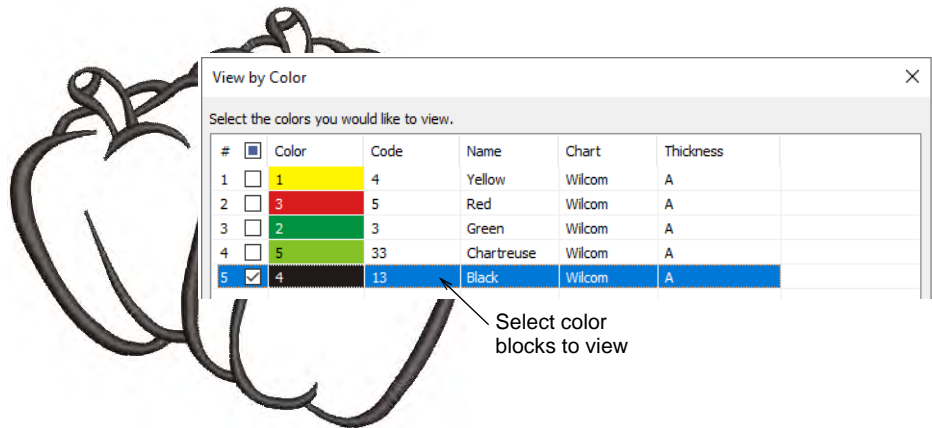 View by Color
Select the colors you would like to view.
# Color Code Name Chart Thickness
1 1 4 Yellow Wilcom A
2 3 5 Red Wilcom A
3 2 3 Green Wilcom A
4 5 33 Chartreuse Wilcom A
5 4 13 Black Wilcom A
Select color
blocks to view